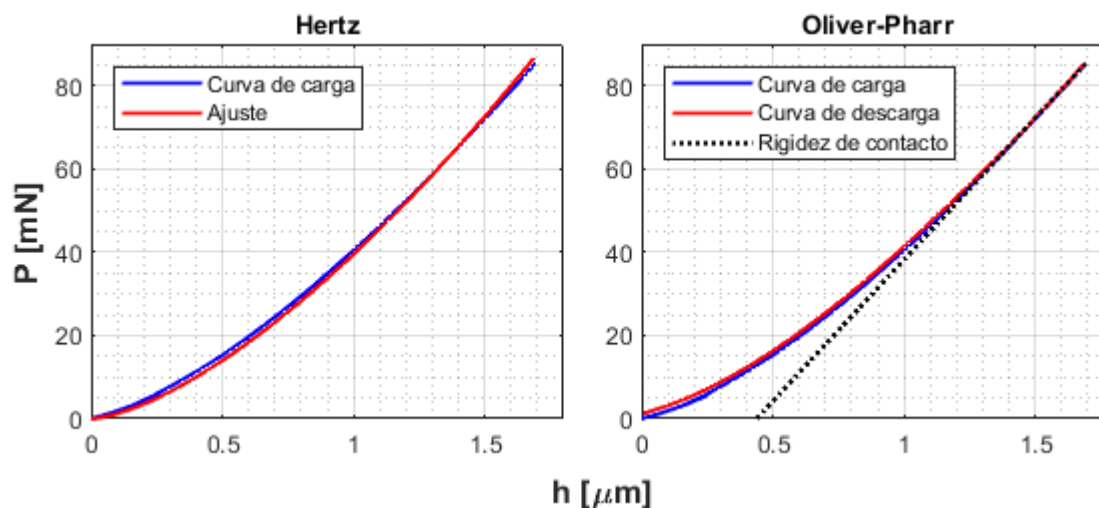 Hertz
Curva de carga
Ajuste
P [mN]
80
60
40
20
0
0
0.5
1
1.5
Oliver-Pharr
Curva de carga
Curva de descarga
Rigidez de contacto
80
60
40
20
0
0
0.5
1
1.5
h [μm]